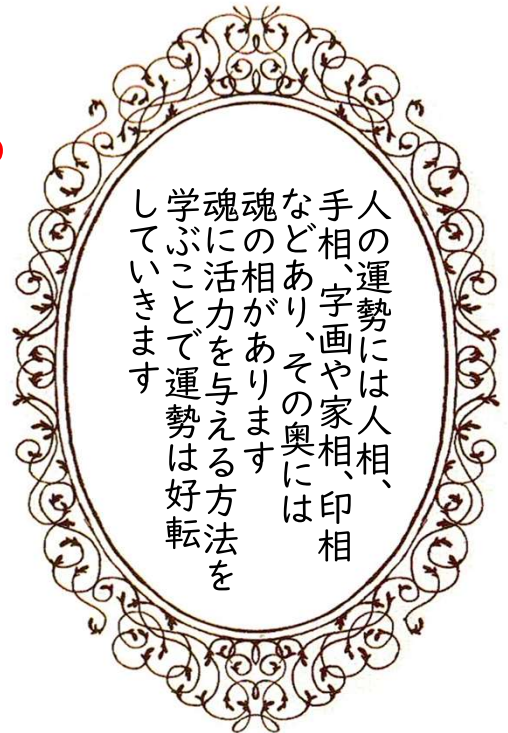 人の運勢には人相、
手相、字画や家相、印相
などあり、その奥には
魂の相があります
魂に活力を与える方法を
学ぶことで運勢は好転
していきます